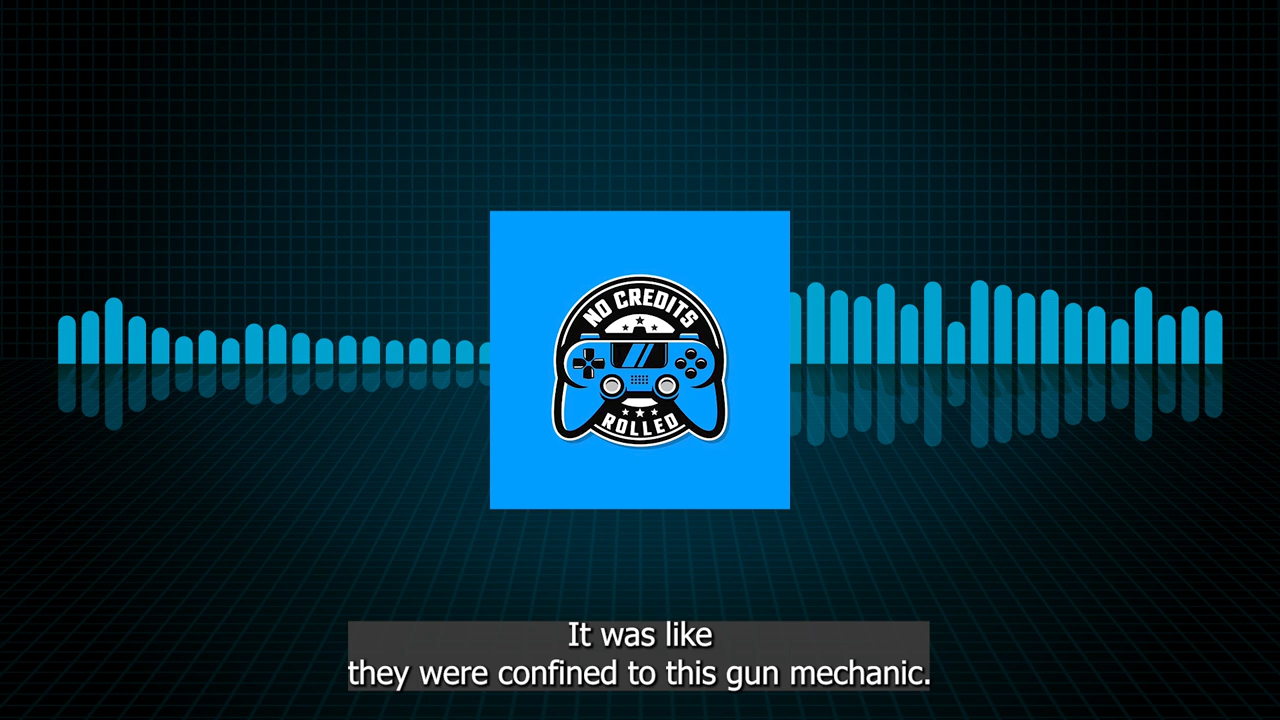 NO CREDITS
ROLLED
It was like
they were confined to this gun mechanic.